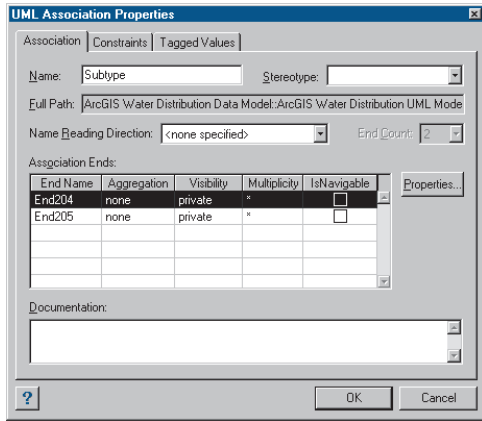 UML Association Properties
Association Constraints Tagged Values
Name: Subtype Stereotype:
Full Path: ArcGIS Water Distribution Data Model::ArcGIS Water Distribution UML Mode
Name Reading Direction: <none specified> End Count: 2
Association Ends:
End Name Aggregation Visibility Multiplicity IsNavigable Properties...
End204 none private *
End205 none private *
Documentation:
? OK Cancel